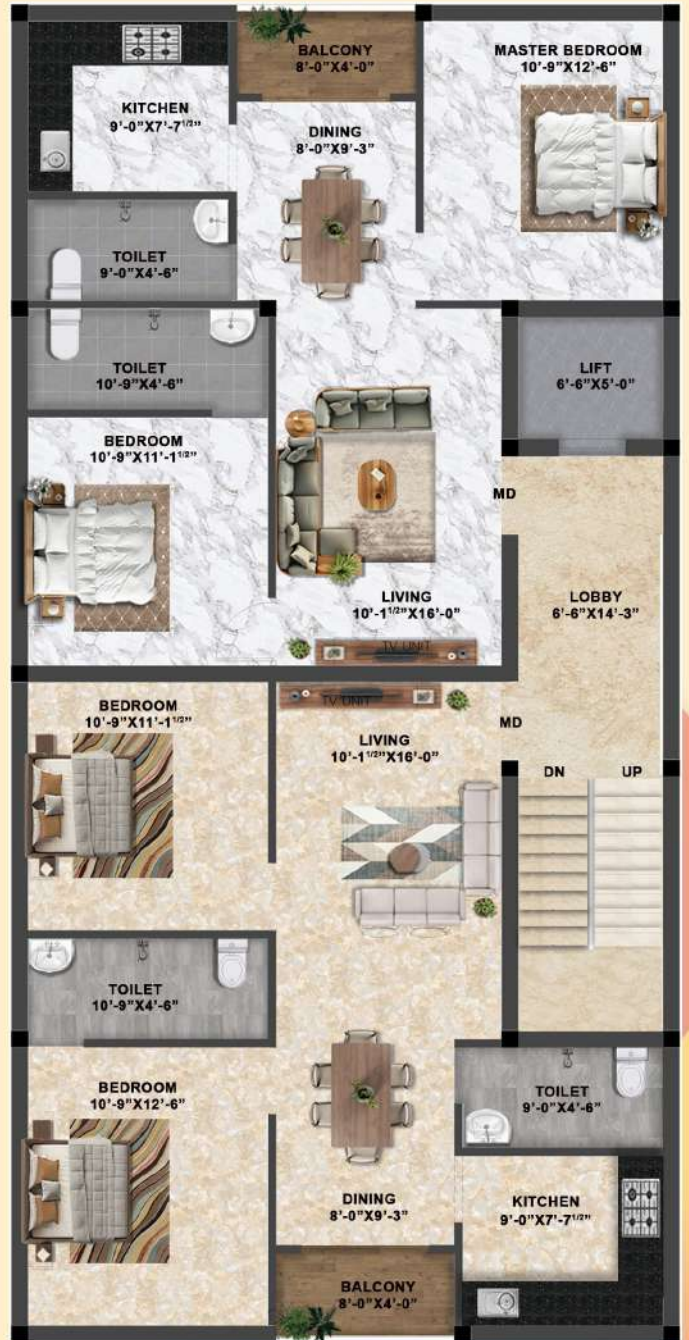 BALCONY
8'-0"X4'-0"
MASTER BEDROOM
10'-9"X12'-6"
KITCHEN
9'-0"X7'-7 1/2"
DINING
8'-0"X9'-3"
TOILET
9'-0"X4'-6"
TOILET
10'-9"X4'-6"
LIFT
6'-6"X5'-0"
BEDROOM
10'-9"X11'-1 1/2"
MD
LIVING
10'-1 1/2"X16'-0"
LOBBY
6'-6"X14'-3"
TV UNIT
TV UNIT
BEDROOM
10'-9"X11'-1 1/2"
MD
LIVING
10'-1 1/2"X16'-0"
DN UP
TOILET
10'-9"X4'-6"
BEDROOM
10'-9"X12'-6"
TOILET
9'-0"X4'-6"
DINING
8'-0"X9'-3"
KITCHEN
9'-0"X7'-7 1/2"
BALCONY
8'-0"X4'-0"